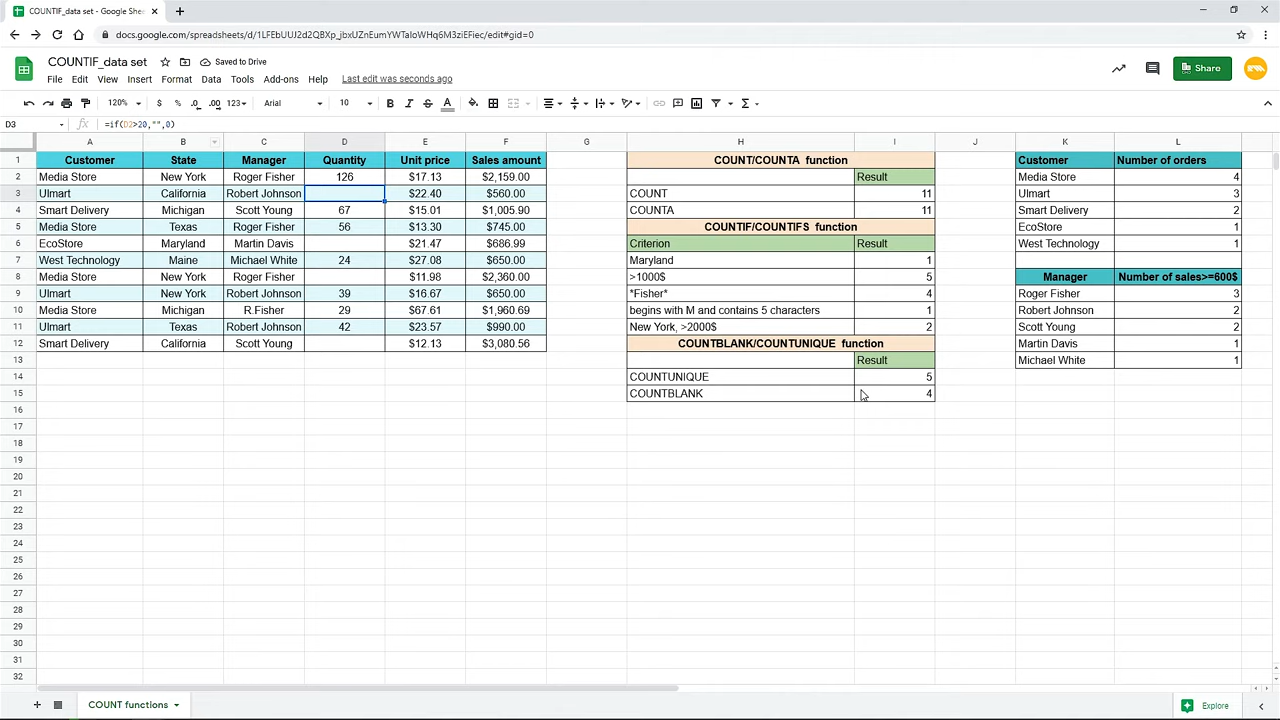 COUNTIF_data set - Google She
docs.google.com/spreadsheets/d/1LFEbUUJ2d2QBXP_jbxUZnEumYWTaloWHq6M3ziEFiec/edit#gid=0
COUNTIF_data set Saved to Drive
File Edit View Insert Format Data Tools Add-ons Help Last edit was seconds ago
Share
120% $ % .0 .00 123 Arial 10
D3 fx =if(D2>20,"",0)
A B C D E F G H I J K L
1 Customer State Manager Quantity Unit price Sales amount COUNT/COUNTA function Customer Number of orders
2 Media Store New York Roger Fisher 126 $17.13 $2,159.00 Result Media Store 4
3 Ulmart California Robert Johnson $22.40 $560.00 COUNT 11 Ulmart 3
4 Smart Delivery Michigan Scott Young 67 $15.01 $1,005.90 COUNTA 11 Smart Delivery 2
5 Media Store Texas Roger Fisher 56 $13.30 $745.00 COUNTIF/COUNTIFS function EcoStore 1
6 EcoStore Maryland Martin Davis $21.47 $686.99 Criterion Result West Technology 1
7 West Technology Maine Michael White 24 $27.08 $650.00 Maryland 1
8 Media Store New York Roger Fisher $11.98 $2,360.00 >1000$ 5 Manager Number of sales>=600$
9 Ulmart New York Robert Johnson 39 $16.67 $650.00 *Fisher* 4 Roger Fisher 3
10 Media Store Michigan R.Fisher 29 $67.61 $1,960.69 begins with M and contains 5 characters 1 Robert Johnson 2
11 Ulmart Texas Robert Johnson 42 $23.57 $990.00 New York, >2000$ 2 Scott Young 2
12 Smart Delivery California Scott Young $12.13 $3,080.56 COUNTBLANK/COUNTUNIQUE function Martin Davis 1
13 Result Michael White 1
14 COUNTUNIQUE 5
15 COUNTBLANK 4
16
17
18
19
20
21
22
23
24
25
26
27
28
29
30
31
32
COUNT functions Explore